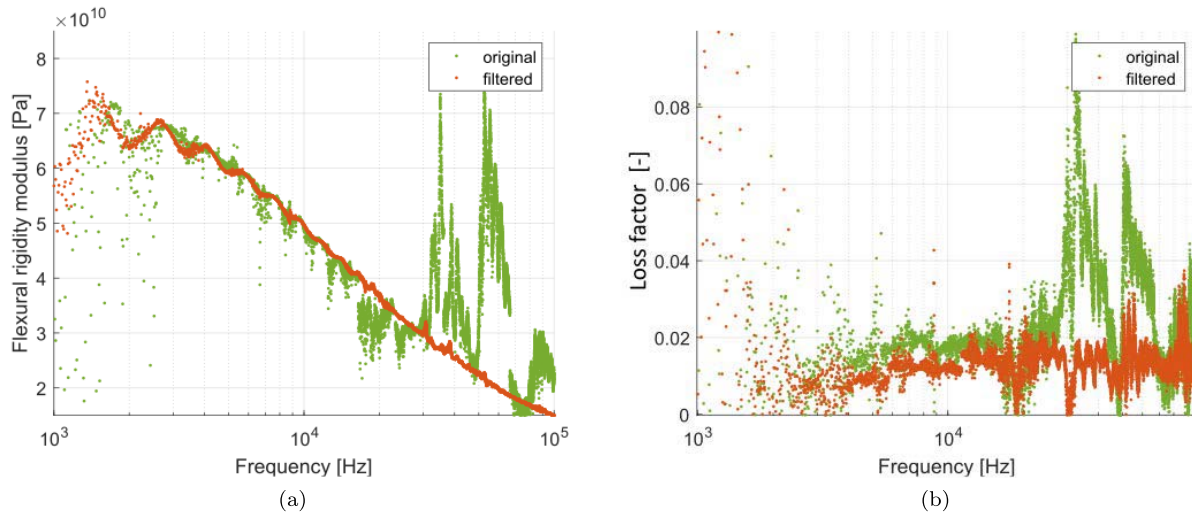 ×10^10
8
7
6
5
4
3
2
Flexural rigidity modulus [Pa]
original
filtered
10^3
10^4
10^5
Frequency [Hz]
(a)
0.08
0.06
0.04
0.02
0
Loss factor [-]
original
filtered
10^3
10^4
Frequency [Hz]
(b)